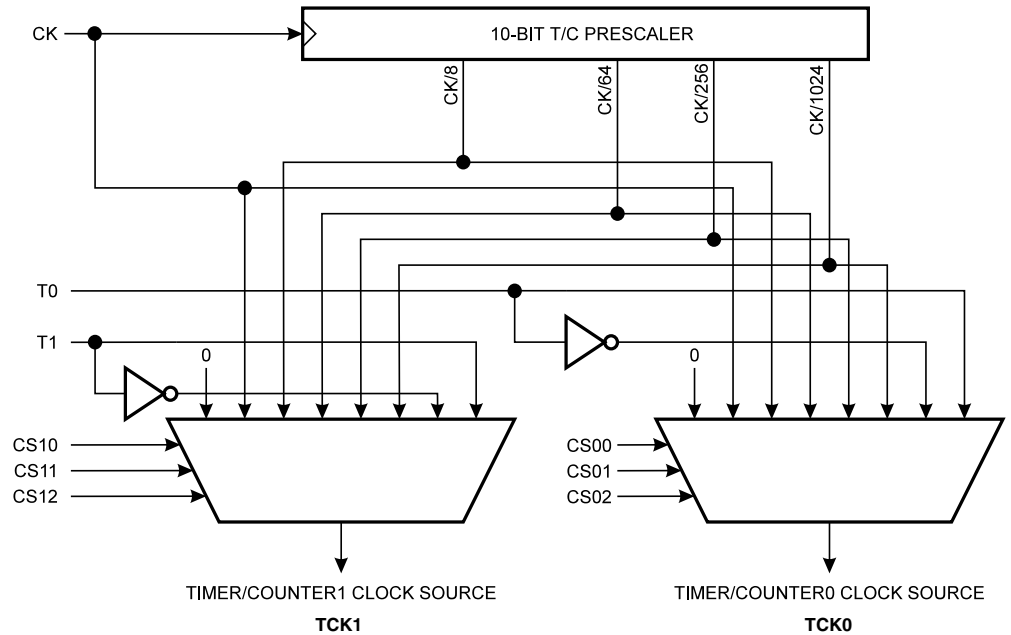 CK
10-BIT T/C PRESCALER
CK/8
CK/64
CK/256
CK/1024
T0
T1
0
0
CS10
CS11
CS12
CS00
CS01
CS02
TIMER/COUNTER1 CLOCK SOURCE
TCK1
TIMER/COUNTER0 CLOCK SOURCE
TCK0